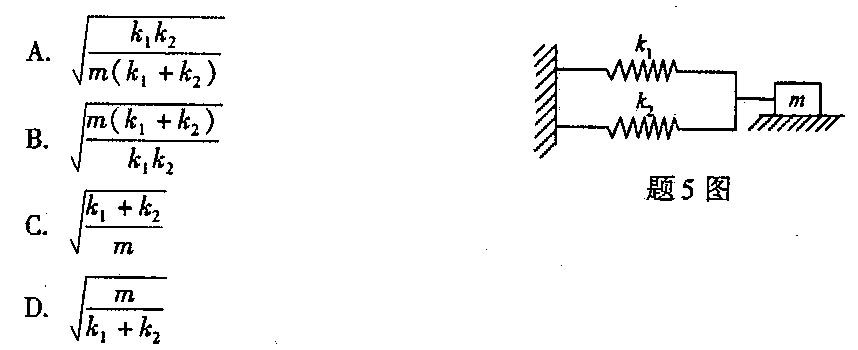 A. √(k₁k₂ / m(k₁ + k₂))
B. √(m(k₁ + k₂) / k₁k₂)
C. √(k₁ + k₂ / m)
D. √(m / k₁ + k₂)
k₁
k₂
m
题5图